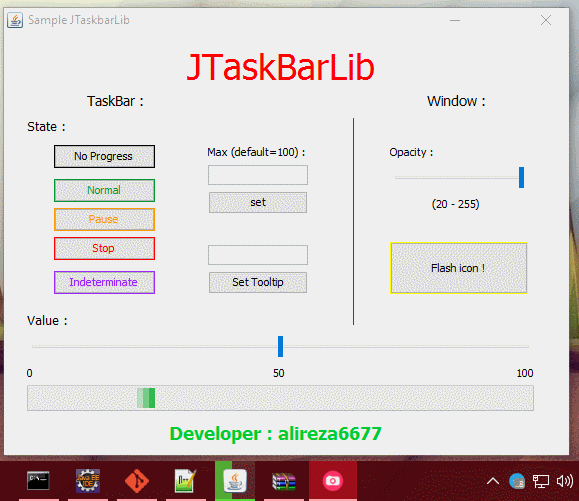 Sample JTaskbarLib
JTaskBarLib
TaskBar :
Window :
State :
No Progress
Normal
Pause
Stop
Indeterminate
Max (default=100) :
set
Set Tooltip
Opacity :
(20 - 255)
Flash icon !
Value :
0
50
100
Developer : alireza6677